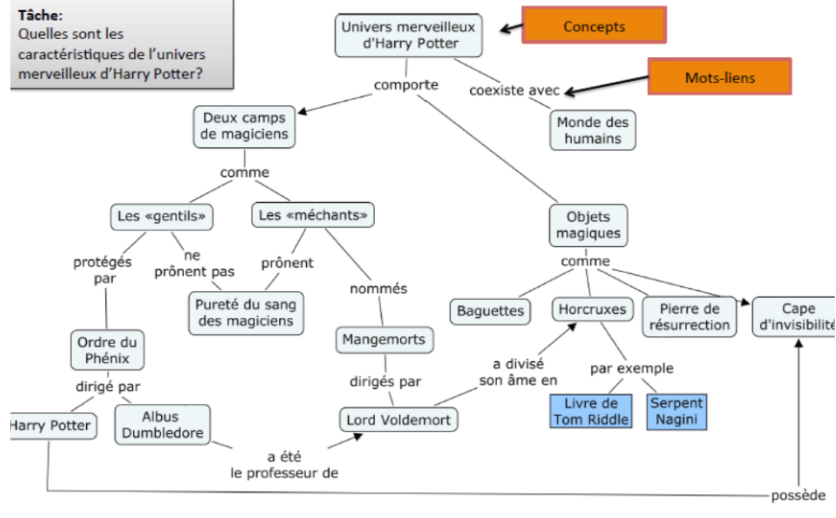 Tâche:
Quelles sont les
caractéristiques de l'univers
merveilleux d'Harry Potter?
Univers merveilleux
d'Harry Potter
Concepts
comporte
coexiste avec
Mots-liens
Deux camps
de magiciens
Monde des
humains
comme
Les «gentils»
Les «méchants»
Objets
magiques
protégés
par
ne
prônent pas
prônent
comme
nommés
Pureté du sang
des magiciens
Baguettes
Horcruxes
Pierre de
résurrection
Cape
d'invisibilité
Ordre du
Phénix
Mangemorts
a divisé
son âme en
par exemple
dirigé par
dirigés par
Livre de
Tom Riddle
Serpent
Nagini
Harry Potter
Albus
Dumbledore
Lord Voldemort
a été
le professeur de
possède